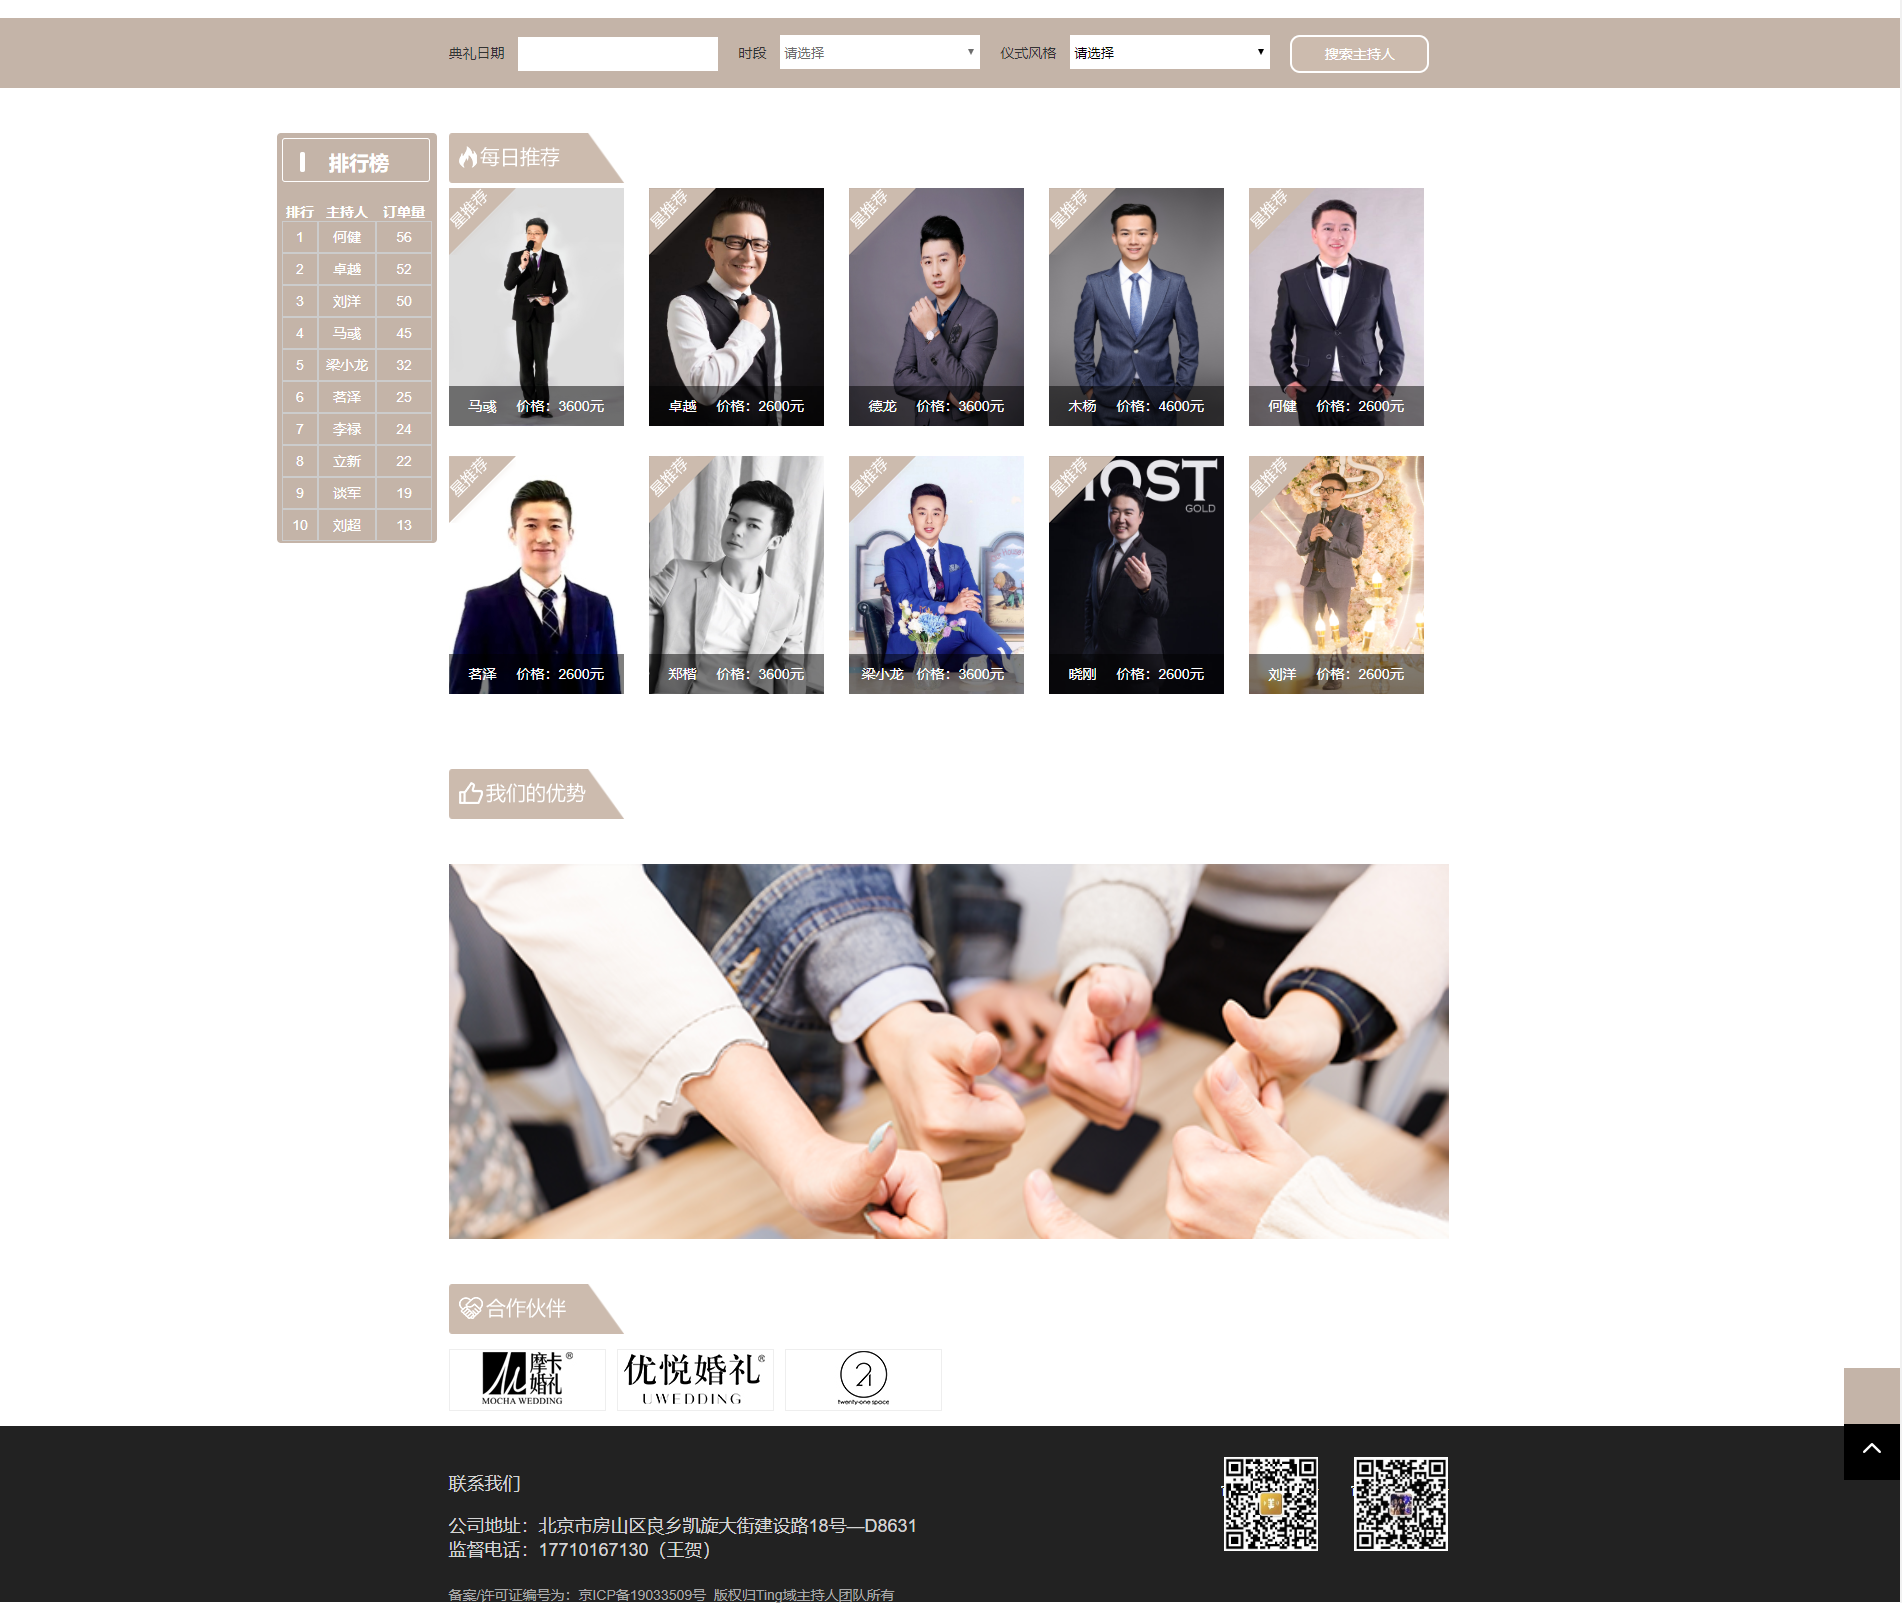 典礼日期 时段 请选择 仪式风格 请选择 搜索主持人
排行榜
排行 主持人 订单量
1 何健 56
2 卓越 52
3 刘洋 50
4 马彧 45
5 梁小龙 32
6 茗泽 25
7 李禄 24
8 立新 22
9 谈军 19
10 刘超 13
每日推荐
星推荐 星推荐 星推荐 星推荐 星推荐
马彧 价格：3600元
卓越 价格：2600元
德龙 价格：3600元
木杨 价格：4600元
何健 价格：2600元
星推荐 星推荐 星推荐 星推荐 星推荐
HOST
GOLD
茗泽 价格：2600元
郑楷 价格：3600元
梁小龙 价格：3600元
晓刚 价格：2600元
刘洋 价格：2600元
我们的优势
合作伙伴
摩卡®
婚礼
MOCHA WEDDING
优悦婚礼®
UWEDDING
21
twenty-one space
联系我们
公司地址：北京市房山区良乡凯旋大街建设路18号—D8631
监督电话：17710167130（王贺）
备案/许可证编号为：京ICP备19033509号 版权归Ting域主持人团队所有